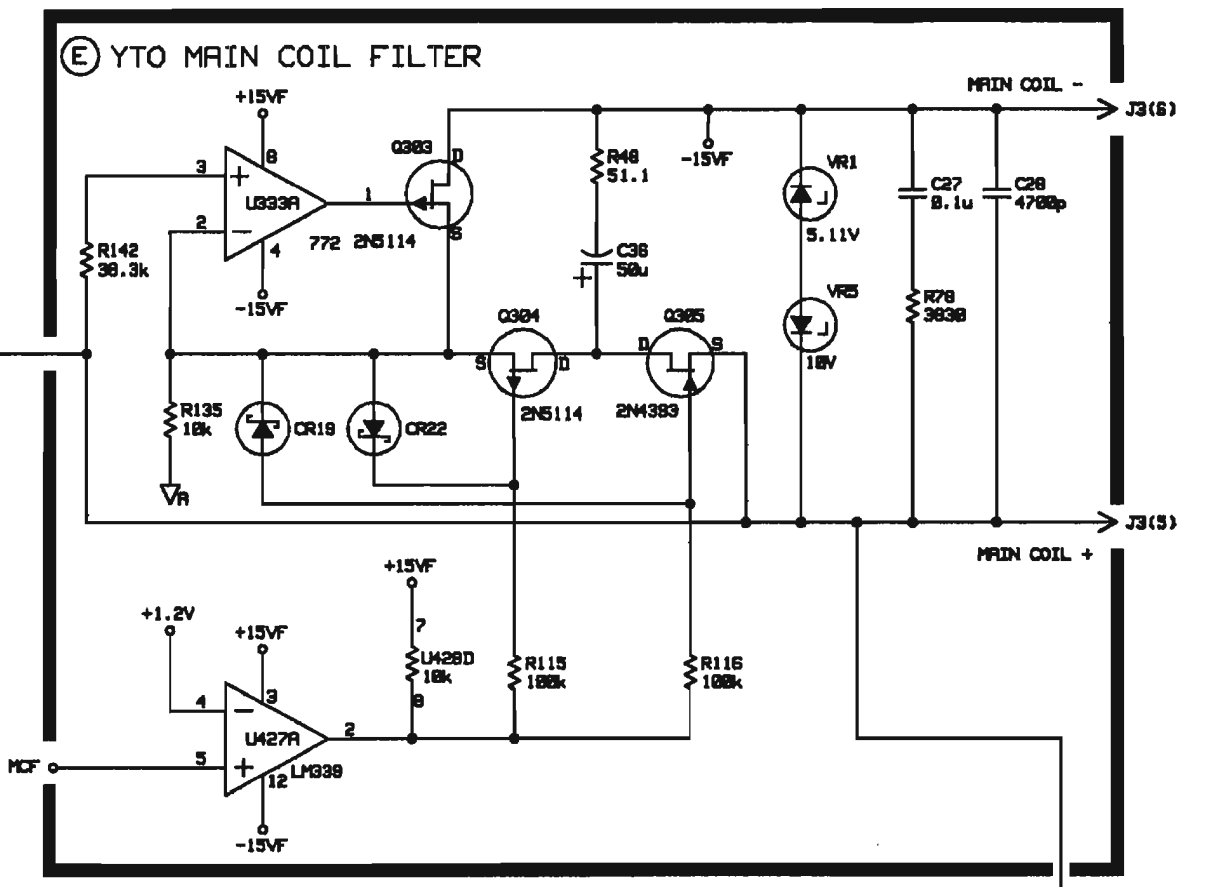 E YTO MAIN COIL FILTER
MAIN COIL -
J3(6)
+15VF
8
3
+
U333A
1
2
-
4
772
-15VF
Q303
D
2N5114
S
R142
38.3k
R48
51.1
-15VF
VR1
5.11V
C27
0.1u
C28
4700p
C36
50u
+
VR5
10V
R78
3830
Q304
S
D
2N5114
Q305
D
S
2N4393
R135
10k
CR19
CR22
A
J3(5)
MAIN COIL +
+15VF
7
U428D
10k
8
+1.2V
+15VF
3
4
-
U427A
2
MCF
5
+
12
LM339
-15VF
R115
100k
R116
100k